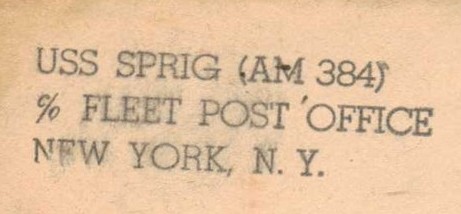 USS SPRIG (AM 384)
% FLEET POST OFFICE
NEW YORK, N. Y.